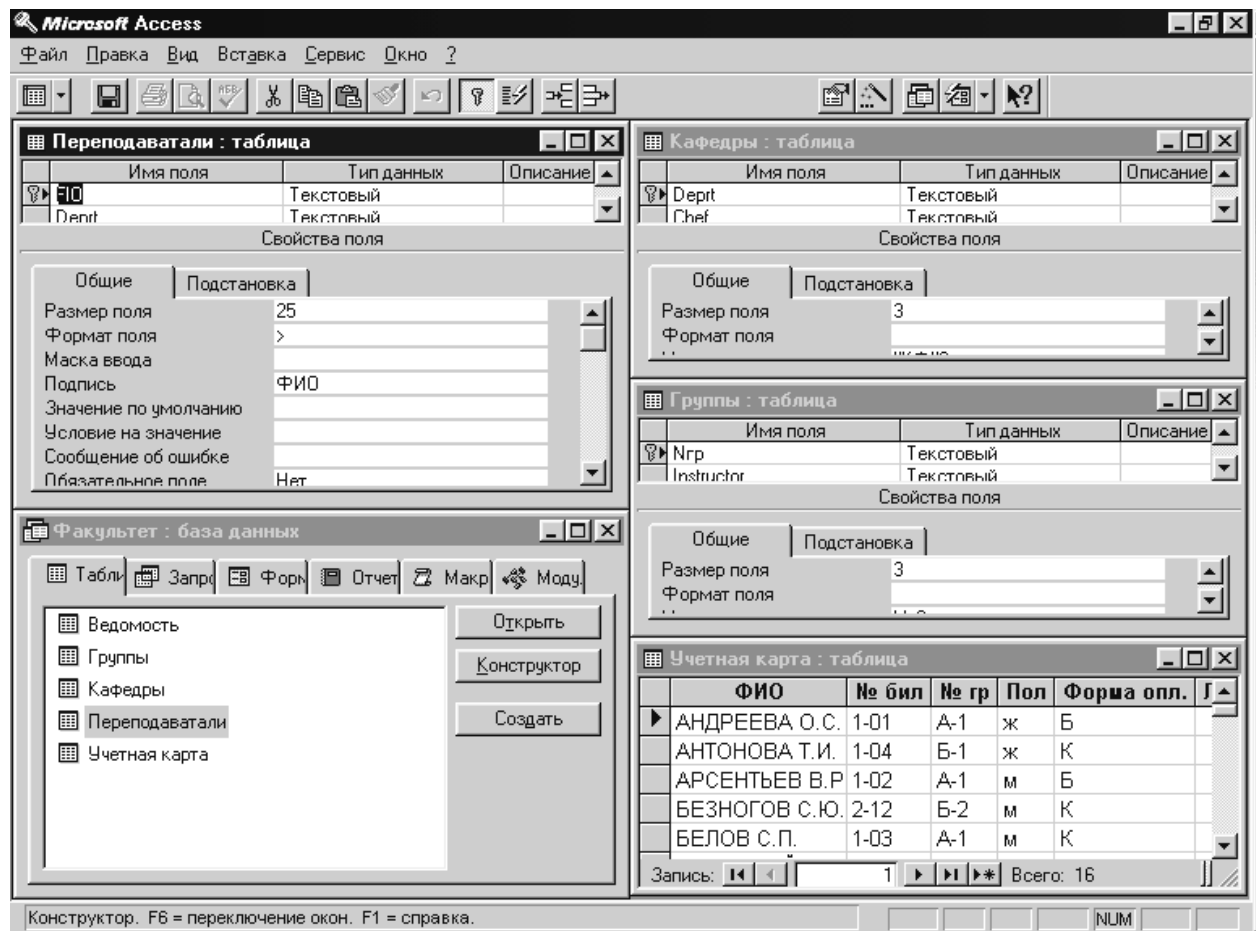 Microsoft Access
Файл Правка Вид Вставка Сервис Окно ?
Переподаватали : таблица
Имя поля Тип данных Описание
FIO Текстовый
Deprt Текстовый
Свойства поля
Общие Подстановка
Размер поля 25
Формат поля >
Маска ввода
Подпись ФИО
Значение по умолчанию
Условие на значение
Сообщение об ошибке
Обязательное поле Нет
Кафедры : таблица
Имя поля Тип данных Описание
Deprt Текстовый
Chef Текстовый
Свойства поля
Общие Подстановка
Размер поля 3
Формат поля
Группы : таблица
Имя поля Тип данных Описание
Nгр Текстовый
Instructor Текстовый
Свойства поля
Общие Подстановка
Размер поля 3
Формат поля
Факультет : база данных
Табли Запро Форм Отчет Макр Моду.
Ведомость
Группы
Кафедры
Переподаватали
Учетная карта
Открыть
Конструктор
Создать
Учетная карта : таблица
ФИО № бил № гр Пол Форма опл.
АНДРЕЕВА О.С. 1-01 А-1 ж Б
АНТОНОВА Т.И. 1-04 Б-1 ж К
АРСЕНТЬЕВ В.Р 1-02 А-1 м Б
БЕЗНОГОВ С.Ю. 2-12 Б-2 м К
БЕЛОВ С.П. 1-03 А-1 м К
Запись: 1 Всего: 16
Конструктор. F6 = переключение окон. F1 = справка.
NUM